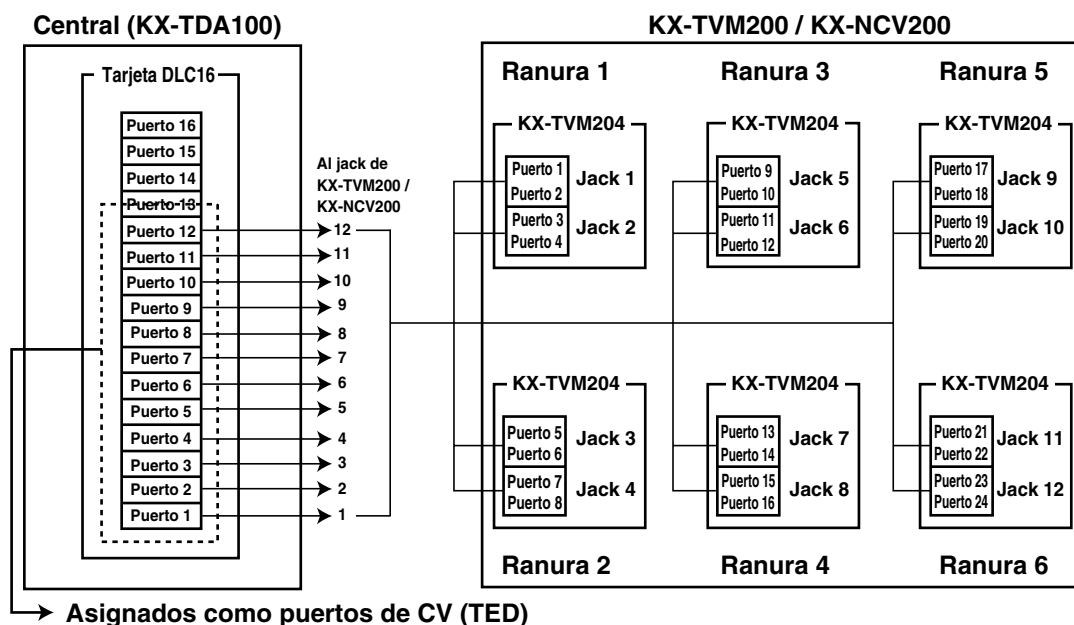 Central (KX-TDA100)
Tarjeta DLC16
Puerto 16
Puerto 15
Puerto 14
Puerto 13
Puerto 12
Puerto 11
Puerto 10
Puerto 9
Puerto 8
Puerto 7
Puerto 6
Puerto 5
Puerto 4
Puerto 3
Puerto 2
Puerto 1
Al jack de
KX-TVM200 /
KX-NCV200
12
11
10
9
8
7
6
5
4
3
2
1
KX-TVM200 / KX-NCV200
Ranura 1
KX-TVM204
Puerto 1
Puerto 2
Jack 1
Puerto 3
Puerto 4
Jack 2
Ranura 3
KX-TVM204
Puerto 9
Puerto 10
Jack 5
Puerto 11
Puerto 12
Jack 6
Ranura 5
KX-TVM204
Puerto 17
Puerto 18
Jack 9
Puerto 19
Puerto 20
Jack 10
KX-TVM204
Puerto 5
Puerto 6
Jack 3
Puerto 7
Puerto 8
Jack 4
Ranura 2
KX-TVM204
Puerto 13
Puerto 14
Jack 7
Puerto 15
Puerto 16
Jack 8
Ranura 4
KX-TVM204
Puerto 21
Puerto 22
Jack 11
Puerto 23
Puerto 24
Jack 12
Ranura 6
Asignados como puertos de CV (TED)